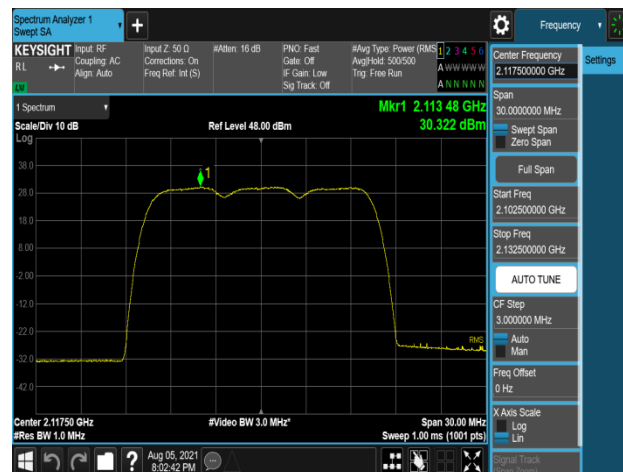 Spectrum Analyzer 1
Swept SA
Frequency
KEYSIGHT
RL
Input: RF
Coupling: AC
Align: Auto
Input Z: 50 Ω
Corrections: On
Freq Ref: Int (S)
#Atten: 16 dB
PNO: Fast
Gate: Off
IF Gain: Low
Sig Track: Off
#Avg Type: Power (RMS
Avg|Hold: 500/500
Trig: Free Run
1 2 3 4 5 6
A W W W W W
A N N N N N
1 Spectrum
Scale/Div 10 dB
Log
Ref Level 48.00 dBm
Mkr1 2.113 48 GHz
30.322 dBm
1
38.0
28.0
18.0
8.00
-2.00
-12.0
-22.0
-32.0
-42.0
RMS
Center 2.11750 GHz
#Res BW 1.0 MHz
#Video BW 3.0 MHz*
Span 30.00 MHz
Sweep 1.00 ms (1001 pts)
Aug 05, 2021
8:02:42 PM
Center Frequency
2.117500000 GHz
Span
30.0000000 MHz
Swept Span
Zero Span
Full Span
Start Freq
2.102500000 GHz
Stop Freq
2.132500000 GHz
AUTO TUNE
CF Step
3.000000 MHz
Auto
Man
Freq Offset
0 Hz
X Axis Scale
Log
Lin
Signal Track
(Span Zoom)
Settings